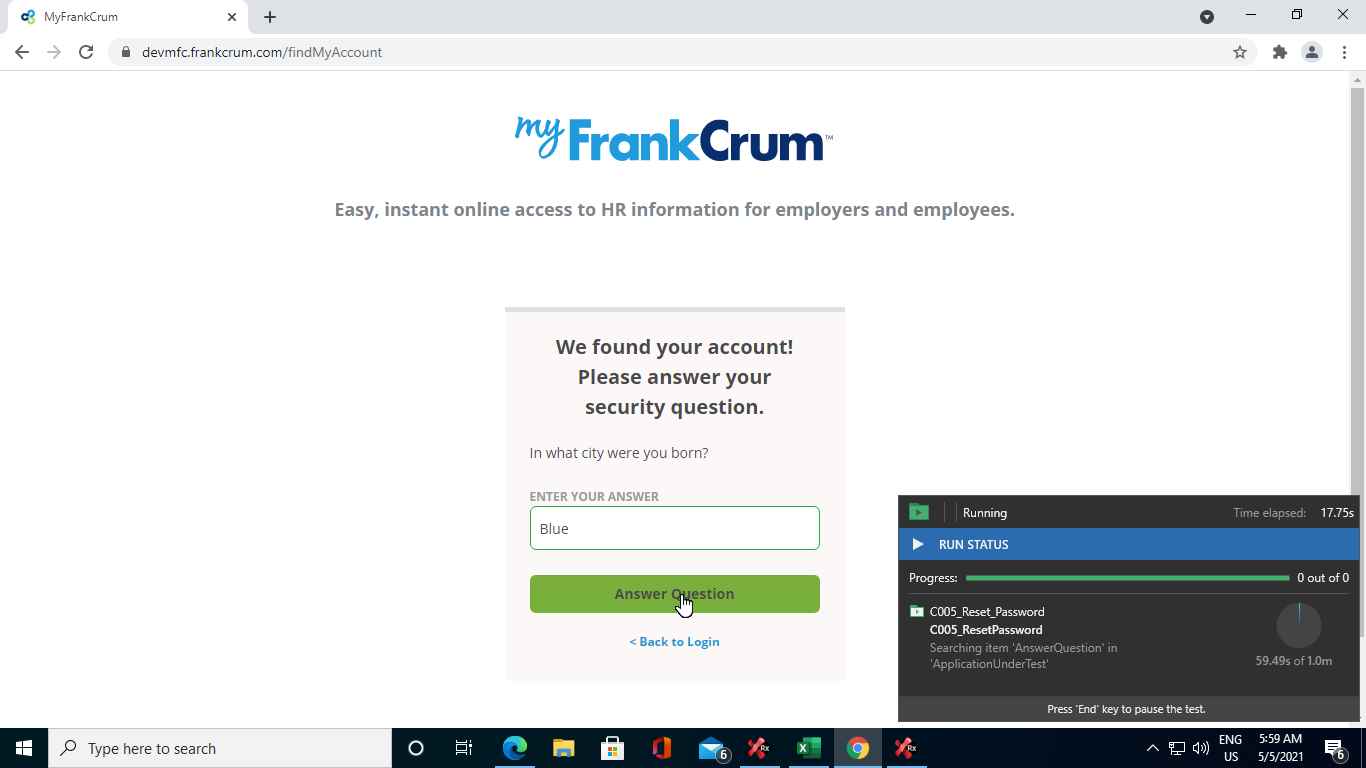 MyFrankCrum
devmfc.frankcrum.com/findMyAccount
my FrankCrum™
Easy, instant online access to HR information for employers and employees.
We found your account!
Please answer your
security question.
In what city were you born?
ENTER YOUR ANSWER
Blue
Answer Question
< Back to Login
Running
Time elapsed: 17.75s
RUN STATUS
Progress: 0 out of 0
C005_Reset_Password
C005_ResetPassword
Searching item 'AnswerQuestion' in
'ApplicationUnderTest'
59.49s of 1.0m
Press 'End' key to pause the test.
Type here to search
6
Rx
Rx
ENG
US
5:59 AM
5/5/2021
6